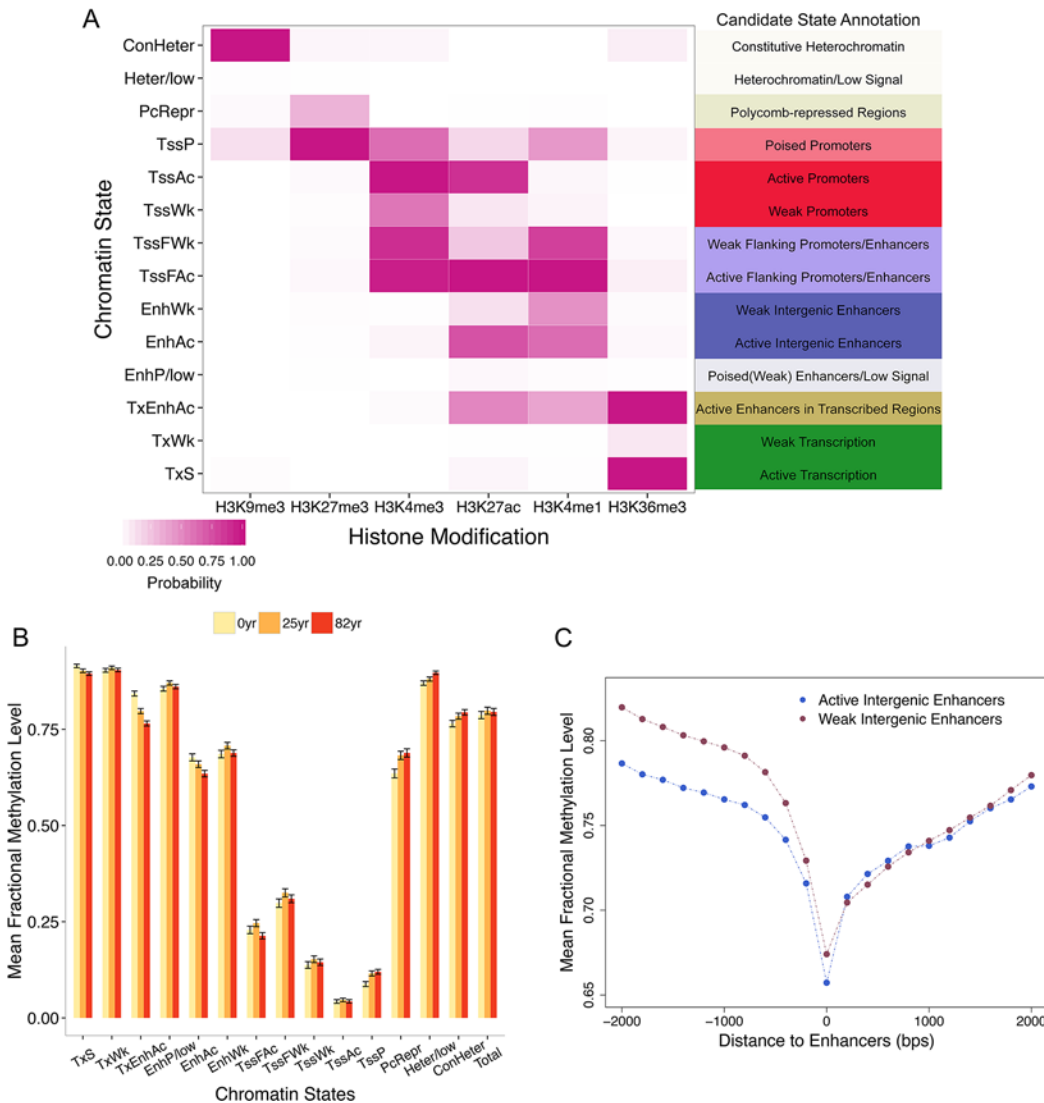 A
Candidate State Annotation
Chromatin State
ConHeter
Heter/low
PcRepr
TssP
TssAc
TssWk
TssFWk
TssFAc
EnhWk
EnhAc
EnhP/low
TxEnhAc
TxWk
TxS
Constitutive Heterochromatin
Heterochromatin/Low Signal
Polycomb-repressed Regions
Poised Promoters
Active Promoters
Weak Promoters
Weak Flanking Promoters/Enhancers
Active Flanking Promoters/Enhancers
Weak Intergenic Enhancers
Active Intergenic Enhancers
Poised(Weak) Enhancers/Low Signal
Active Enhancers in Transcribed Regions
Weak Transcription
Active Transcription
H3K9me3 H3K27me3 H3K4me3 H3K27ac H3K4me1 H3K36me3
Histone Modification
0.00 0.25 0.50 0.75 1.00
Probability
B
0yr 25yr 82yr
Mean Fractional Methylation Level
0.75
0.50
0.25
0.00
TxS TxWk TxEnhAc EnhP/low EnhAc EnhWk TssFAc TssFWk TssWk TssAc TssP PcRepr Heter/low ConHeter Total
Chromatin States
C
Active Intergenic Enhancers
Weak Intergenic Enhancers
Mean Fractional Methylation Level
0.80
0.75
0.70
0.65
−2000 −1000 0 1000 2000
Distance to Enhancers (bps)